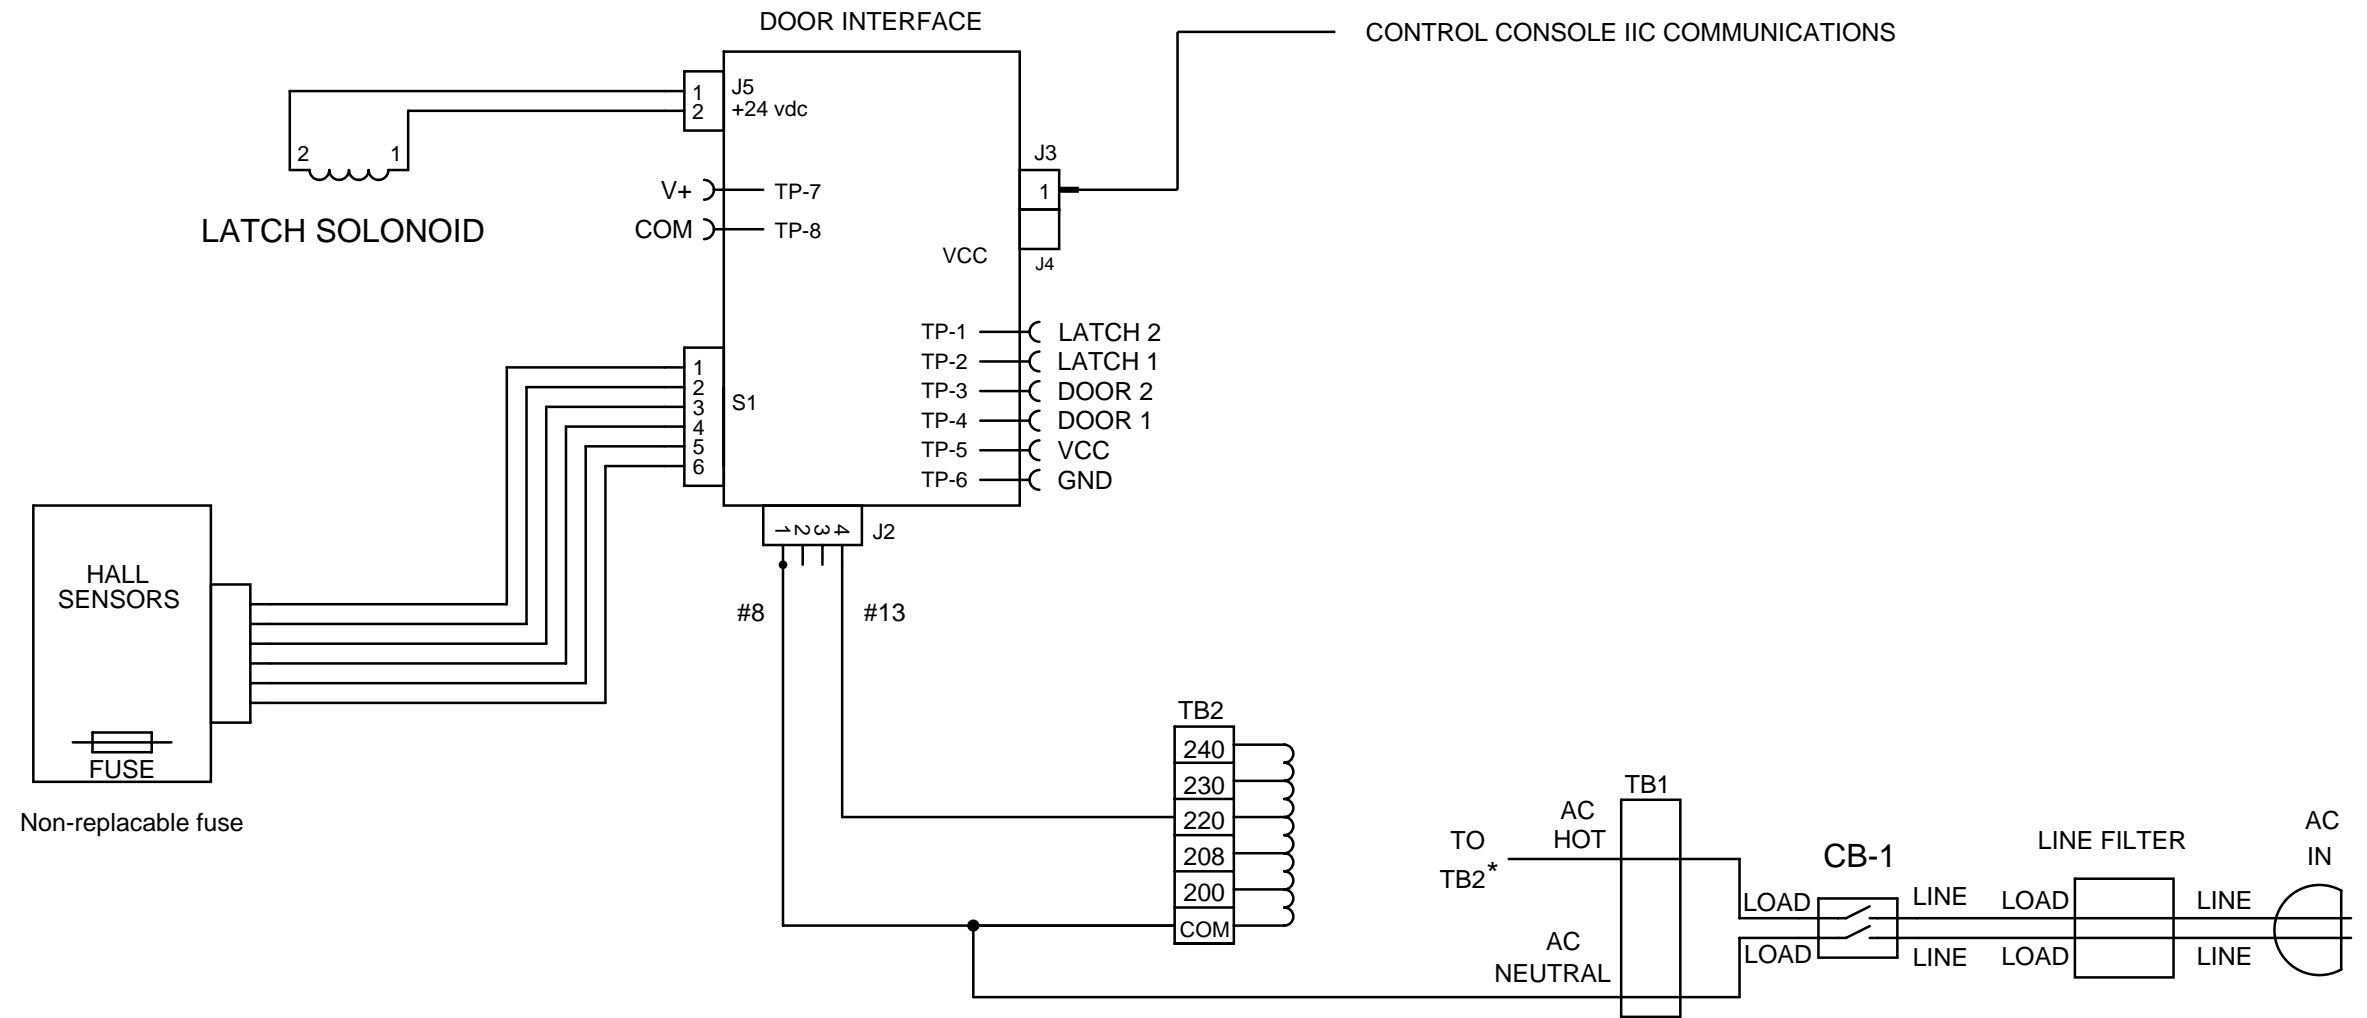 DOOR INTERFACE
CONTROL CONSOLE IIC COMMUNICATIONS
1
2
J5
+24 vdc
2
1
LATCH SOLONOID
V+
TP-7
COM
TP-8
J3
1
VCC
J4
TP-1
LATCH 2
TP-2
LATCH 1
TP-3
DOOR 2
TP-4
DOOR 1
TP-5
VCC
TP-6
GND
1
2
3
4
5
6
S1
1
2
3
4
J2
#8
#13
HALL
SENSORS
FUSE
Non-replacable fuse
TB2
240
230
220
208
200
COM
TO
TB2*
AC
HOT
AC
NEUTRAL
TB1
CB-1
LOAD
LINE
LOAD
LINE
LOAD
LINE
LOAD
LINE
LINE FILTER
AC
IN